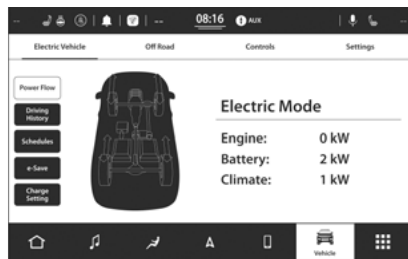 -- -- 08:16 AUX --
Electric Vehicle Off Road Controls Settings
Power Flow
Driving
History
Schedules
e-Save
Charge
Setting
Electric Mode
Engine: 0 kW
Battery: 2 kW
Climate: 1 kW
Vehicle